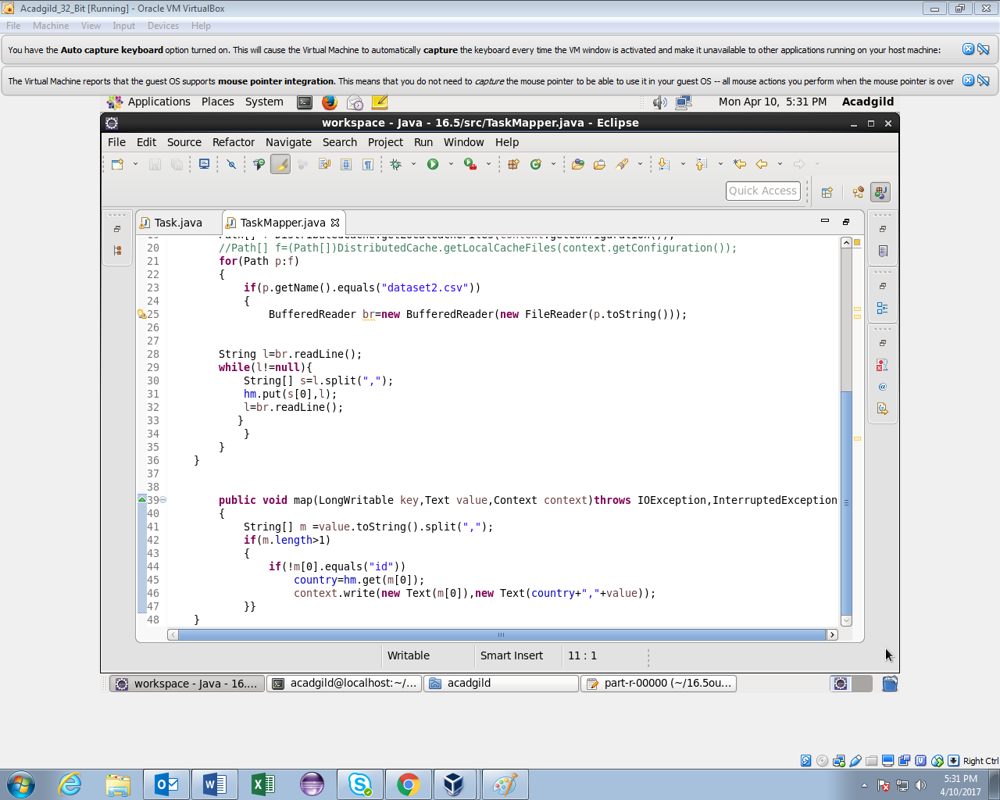 Acadgild_32_Bit [Running] - Oracle VM VirtualBox
File Machine View Input Devices Help
You have the Auto capture keyboard option turned on. This will cause the Virtual Machine to automatically capture the keyboard every time the VM window is activated and make it unavailable to other applications running on your host machine:
The Virtual Machine reports that the guest OS supports mouse pointer integration. This means that you do not need to capture the mouse pointer to be able to use it in your guest OS -- all mouse actions you perform when the mouse pointer is over
Applications Places System Mon Apr 10, 5:31 PM Acadgild
workspace - Java - 16.5/src/TaskMapper.java - Eclipse
File Edit Source Refactor Navigate Search Project Run Window Help
Quick Access
Task.java TaskMapper.java
19 Path[] f=DistributedCache.getLocalCacheFiles(context.getConfiguration());
20 //Path[] f=(Path[])DistributedCache.getLocalCacheFiles(context.getConfiguration());
21 for(Path p:f)
22 {
23 if(p.getName().equals("dataset2.csv"))
24 {
25 BufferedReader br=new BufferedReader(new FileReader(p.toString()));
26
27
28 String l=br.readLine();
29 while(l!=null){
30 String[] s=l.split(",");
31 hm.put(s[0],l);
32 l=br.readLine();
33 }
34 }
35 }
36 }
37
38
39 public void map(LongWritable key,Text value,Context context)throws IOException,InterruptedException
40 {
41 String[] m =value.toString().split(",");
42 if(m.length>1)
43 {
44 if(!m[0].equals("id"))
45 country=hm.get(m[0]);
46 context.write(new Text(m[0]),new Text(country+","+value));
47 }}
48 }
Writable Smart Insert 11 : 1
workspace - Java - 16.... acadgild@localhost:~/... acadgild part-r-00000 (~/16.5ou...
Right Ctrl
5:31 PM
4/10/2017